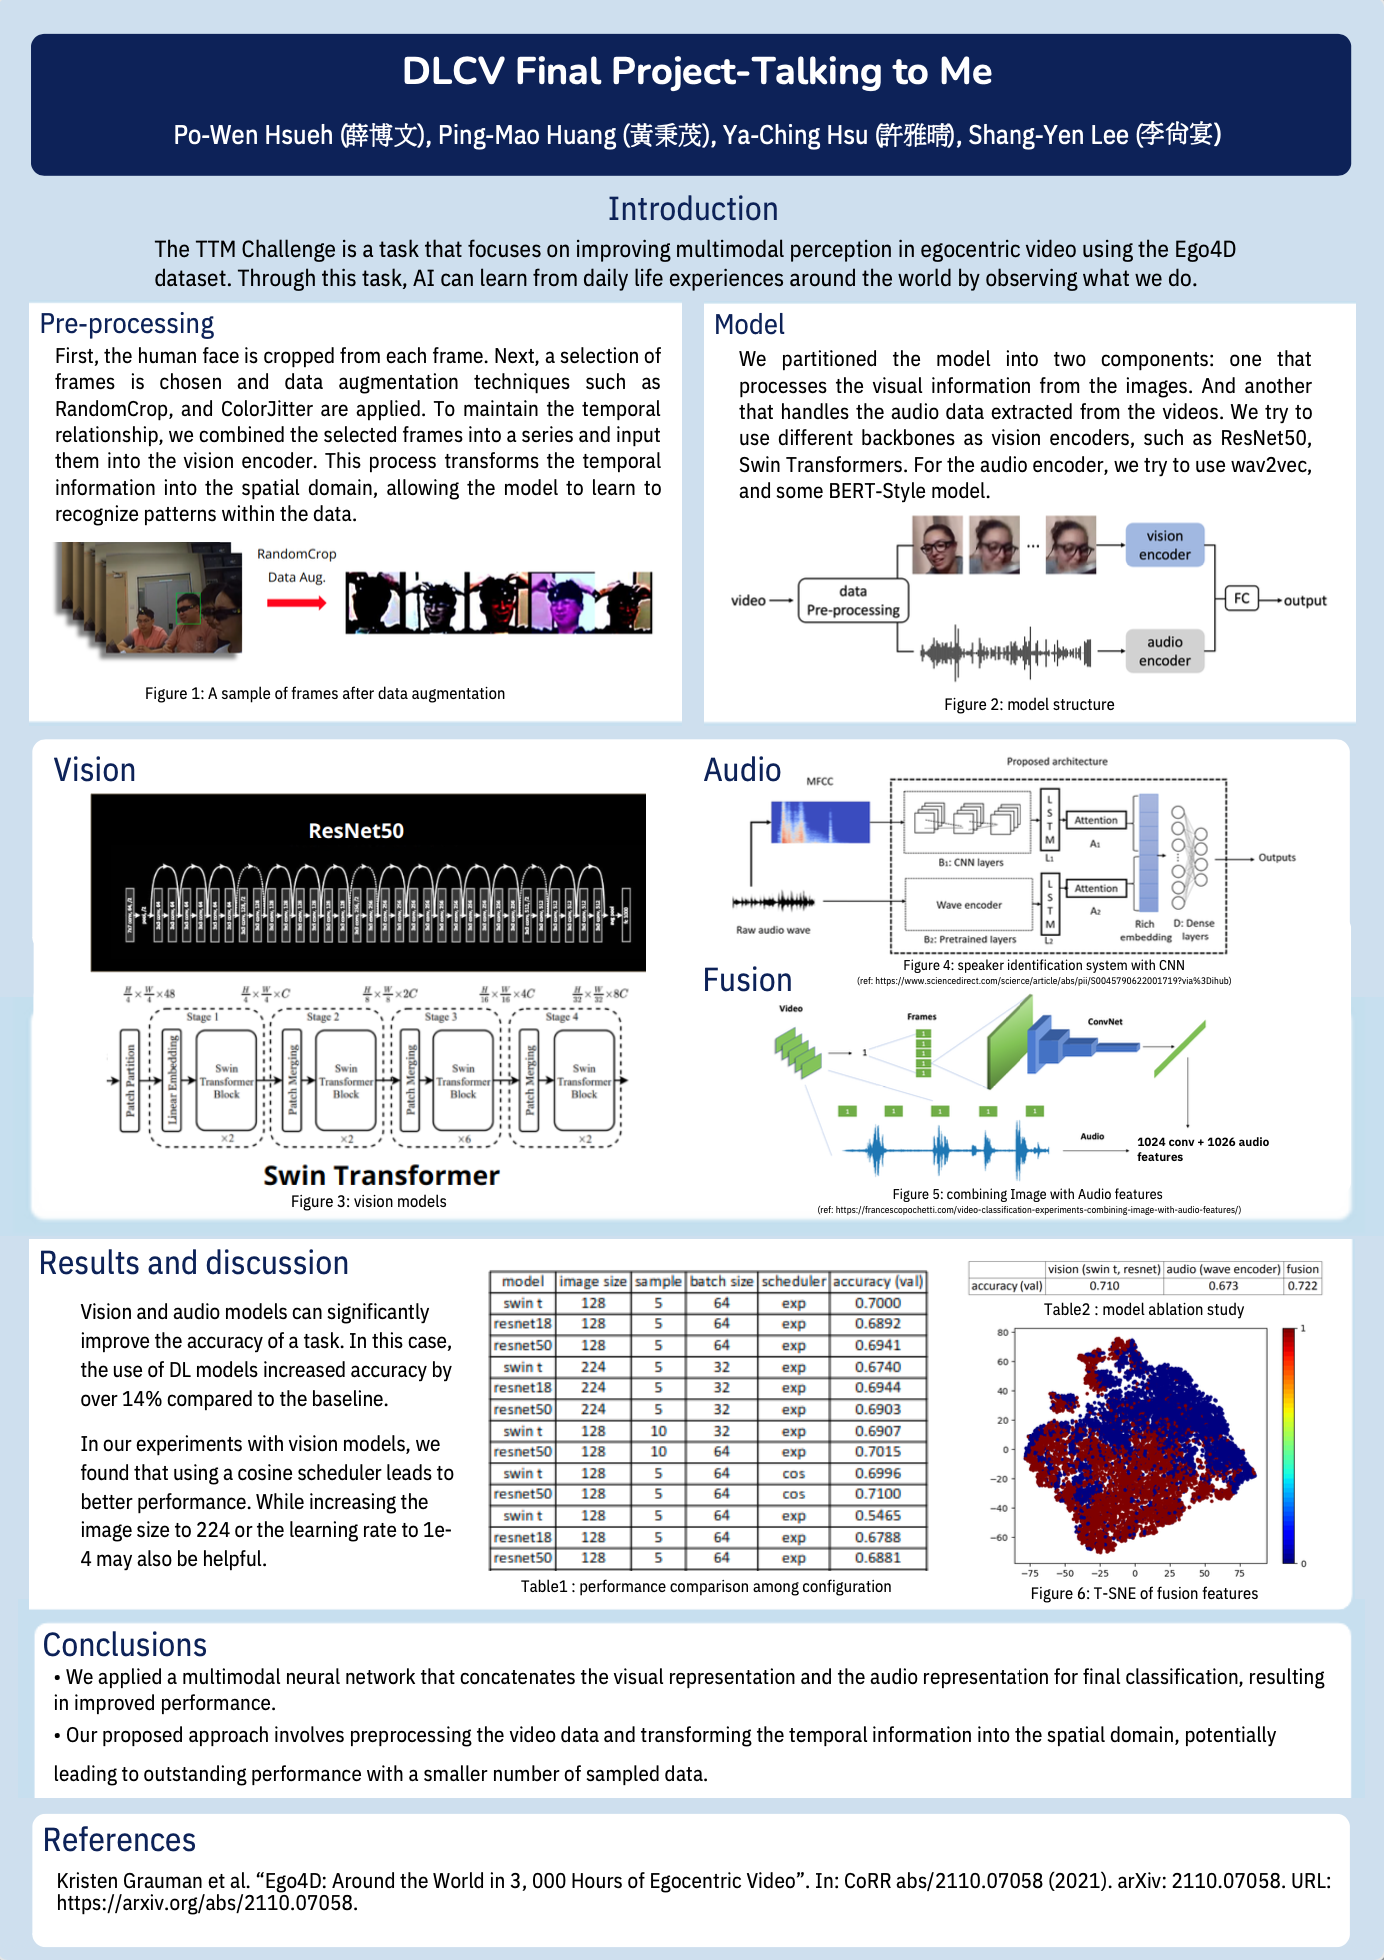 DLCV Final Project-Talking to Me
Po-Wen Hsueh (薛博文), Ping-Mao Huang (黃秉茂), Ya-Ching Hsu (許雅晴), Shang-Yen Lee (李尙宴)
Introduction
The TTM Challenge is a task that focuses on improving multimodal perception in egocentric video using the Ego4D
dataset. Through this task, AI can learn from daily life experiences around the world by observing what we do.
Pre-processing
First, the human face is cropped from each frame. Next, a selection of
frames is chosen and data augmentation techniques such as
RandomCrop, and ColorJitter are applied. To maintain the temporal
relationship, we combined the selected frames into a series and input
them into the vision encoder. This process transforms the temporal
information into the spatial domain, allowing the model to learn to
recognize patterns within the data.
RandomCrop
Data Aug.
Figure 1: A sample of frames after data augmentation
Model
We partitioned the model into two components: one that
processes the visual information from the images. And another
that handles the audio data extracted from the videos. We try to
use different backbones as vision encoders, such as ResNet50,
Swin Transformers. For the audio encoder, we try to use wav2vec,
and some BERT-Style model.
video
data
Pre-processing
...
vision
encoder
audio
encoder
FC
output
Figure 2: model structure
Vision
ResNet50
H/4 × W/4 × 48
H/4 × W/4 × C
H/8 × W/8 × 2C
H/16 × W/16 × 4C
H/32 × W/32 × 8C
Stage 1
Stage 2
Stage 3
Stage 4
Patch Partition
Linear Embedding
Swin
Transformer
Block
×2
Patch Merging
Swin
Transformer
Block
×2
Patch Merging
Swin
Transformer
Block
×6
Patch Merging
Swin
Transformer
Block
×2
Swin Transformer
Figure 3: vision models
Audio
Proposed architecture
MFCC
B₁: CNN layers
LSTM
L₁
Attention
A₁
Raw audio wave
Wave encoder
B₂: Pretrained layers
LSTM
L₂
Attention
A₂
Rich
embedding
D: Dense
layers
Outputs
Figure 4: speaker identification system with CNN
(ref: https://www.sciencedirect.com/science/article/abs/pii/S0045790622001719?via%3Dihub)
Fusion
Video
1
Frames
1
1
1
1
1
ConvNet
1 1 1 1 1
Audio
1024 conv + 1026 audio
features
Figure 5: combining Image with Audio features
(ref: https://francescopochetti.com/video-classification-experiments-combining-image-with-audio-features/)
Results and discussion
Vision and audio models can significantly
improve the accuracy of a task. In this case,
the use of DL models increased accuracy by
over 14% compared to the baseline.
In our experiments with vision models, we
found that using a cosine scheduler leads to
better performance. While increasing the
image size to 224 or the learning rate to 1e-
4 may also be helpful.
model image size sample batch size scheduler accuracy (val)
swin t 128 5 64 exp 0.7000
resnet18 128 5 64 exp 0.6892
resnet50 128 5 64 exp 0.6941
swin t 224 5 32 exp 0.6740
resnet18 224 5 32 exp 0.6944
resnet50 224 5 32 exp 0.6903
swin t 128 10 32 exp 0.6907
resnet50 128 10 64 exp 0.7015
swin t 128 5 64 cos 0.6996
resnet50 128 5 64 cos 0.7100
swin t 128 5 64 exp 0.5465
resnet18 128 5 64 exp 0.6788
resnet50 128 5 64 exp 0.6881
Table1 : performance comparison among configuration
vision (swin t, resnet) audio (wave encoder) fusion
accuracy (val) 0.710 0.673 0.722
Table2 : model ablation study
80
60
40
20
0
−20
−40
−60
−75 −50 −25 0 25 50 75
1
0
Figure 6: T-SNE of fusion features
Conclusions
• We applied a multimodal neural network that concatenates the visual representation and the audio representation for final classification, resulting
in improved performance.
• Our proposed approach involves preprocessing the video data and transforming the temporal information into the spatial domain, potentially
leading to outstanding performance with a smaller number of sampled data.
References
Kristen Grauman et al. “Ego4D: Around the World in 3, 000 Hours of Egocentric Video”. In: CoRR abs/2110.07058 (2021). arXiv: 2110.07058. URL:
https://arxiv.org/abs/2110.07058.